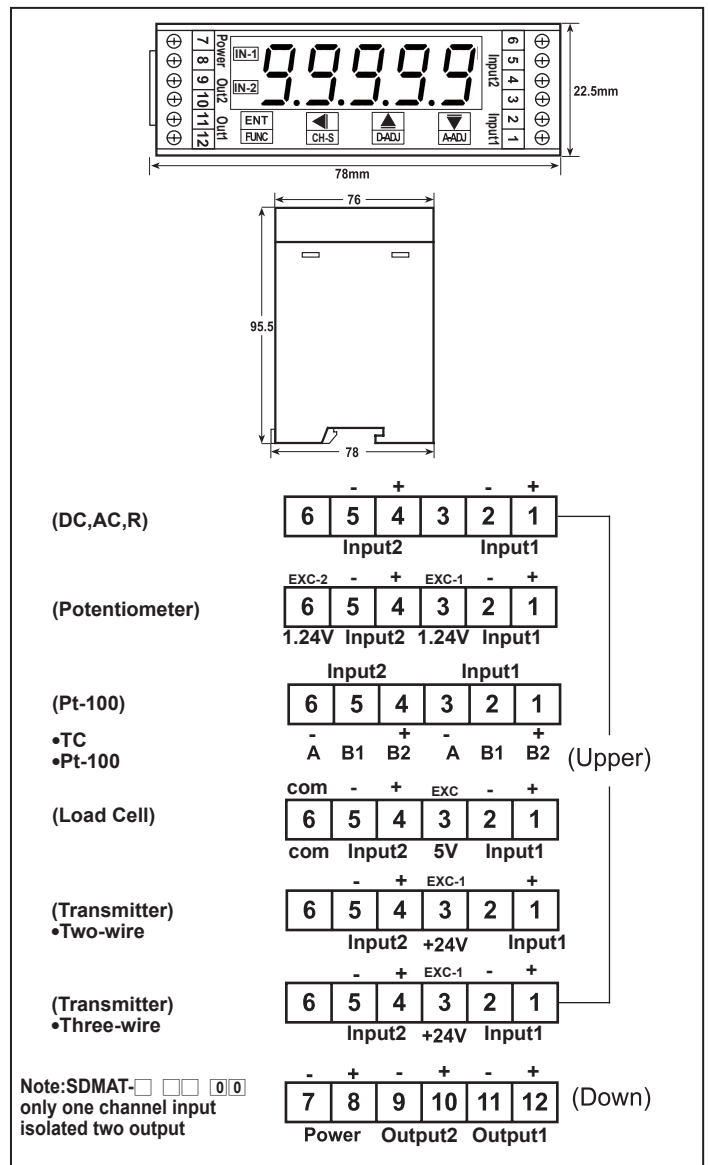 7 Power IN-1 9.9.9.9.9 6
8 5
9 Out2 IN-2 Input2 4
10 3
11 Out1 ENT Input1 2
12 FUNC CH-S D-ADJ A-ADJ 1
22.5mm
78mm
76
95.5
78
- + - +
(DC,AC,R) 6 5 4 3 2 1
Input2 Input1
EXC-2 - + EXC-1 - +
(Potentiometer) 6 5 4 3 2 1
1.24V Input2 1.24V Input1
Input2 Input1
(Pt-100) 6 5 4 3 2 1
- + - +
•TC
•Pt-100 A B1 B2 A B1 B2 (Upper)
com - + EXC - +
(Load Cell) 6 5 4 3 2 1
com Input2 5V Input1
- + EXC-1 +
(Transmitter) 6 5 4 3 2 1
•Two-wire
Input2 +24V Input1
- + EXC-1 - +
(Transmitter) 6 5 4 3 2 1
•Three-wire
Input2 +24V Input1
- + - + - +
Note:SDMAT-□ □□ 00
only one channel input 7 8 9 10 11 12 (Down)
isolated two output
Power Output2 Output1